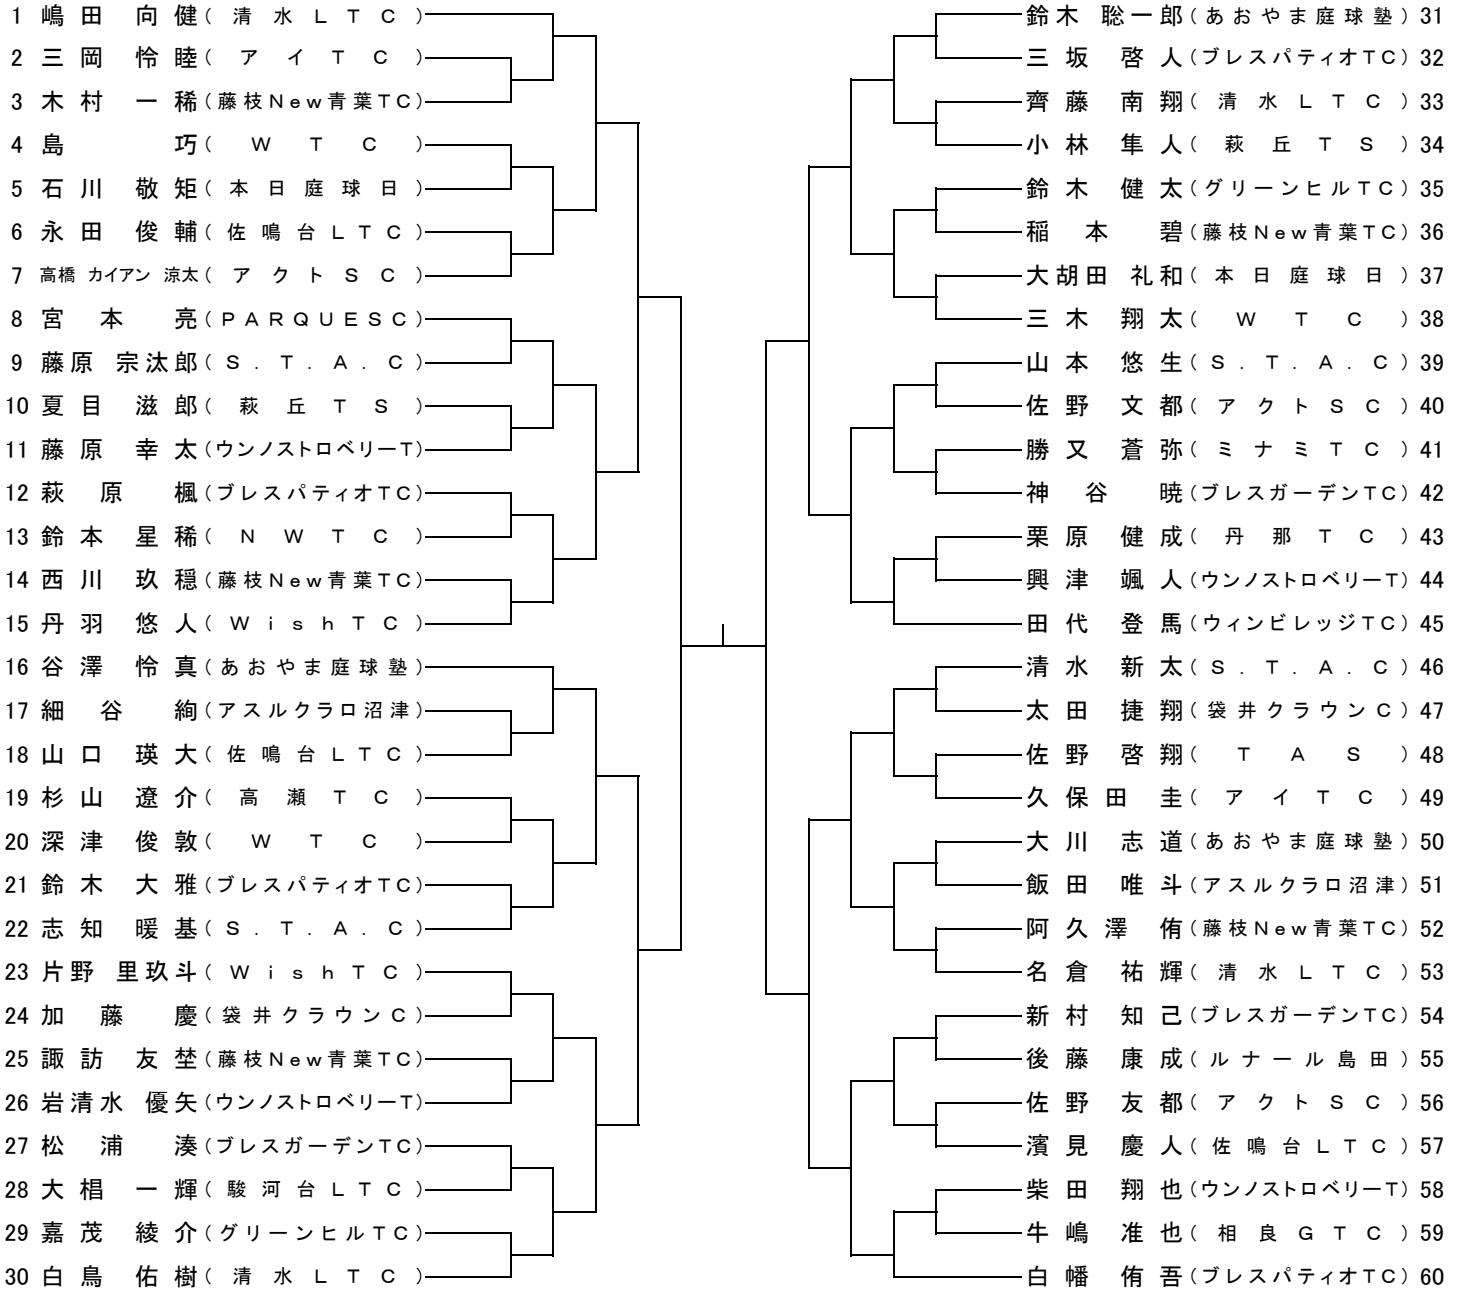 1 嶋田 向健 (清水LTC)
2 三岡 怜睦 (アイTC)
3 木村 一稀 (藤枝New青葉TC)
4 島 巧 (WTC)
5 石川 敬矩 (本日庭球日)
6 永田 俊輔 (佐鳴台LTC)
7 高橋 カイアン 涼太 (アクトSC)
8 宮本 亮 (PARQUESC)
9 藤原 宗汰郎 (S.T.A.C)
10 夏目 滋郎 (萩丘TS)
11 藤原 幸太 (ウンノストロベリーT)
12 萩原 楓 (ブレスパティオTC)
13 鈴本 星稀 (NWTC)
14 西川 玖穏 (藤枝New青葉TC)
15 丹羽 悠人 (WishTC)
16 谷澤 怜真 (あおやま庭球塾)
17 細谷 絢 (アスルクラロ沼津)
18 山口 瑛大 (佐鳴台LTC)
19 杉山 遼介 (高瀬TC)
20 深津 俊敦 (WTC)
21 鈴木 大雅 (ブレスパティオTC)
22 志知 暖基 (S.T.A.C)
23 片野 里玖斗 (WishTC)
24 加藤 慶 (袋井クラウンC)
25 諏訪 友埜 (藤枝New青葉TC)
26 岩清水 優矢 (ウンノストロベリーT)
27 松浦 湊 (ブレスガーデンTC)
28 大椙 一輝 (駿河台LTC)
29 嘉茂 綾介 (グリーンヒルTC)
30 白鳥 佑樹 (清水LTC)
鈴木 聡一郎 (あおやま庭球塾) 31
三坂 啓人 (ブレスパティオTC) 32
齊藤 南翔 (清水LTC) 33
小林 隼人 (萩丘TS) 34
鈴木 健太 (グリーンヒルTC) 35
稲本 碧 (藤枝New青葉TC) 36
大胡田 礼和 (本日庭球日) 37
三木 翔太 (WTC) 38
山本 悠生 (S.T.A.C) 39
佐野 文都 (アクトSC) 40
勝又 蒼弥 (ミナミTC) 41
神谷 暁 (ブレスガーデンTC) 42
栗原 健成 (丹那TC) 43
興津 颯人 (ウンノストロベリーT) 44
田代 登馬 (ウィンビレッジTC) 45
清水 新太 (S.T.A.C) 46
太田 捷翔 (袋井クラウンC) 47
佐野 啓翔 (TAS) 48
久保田 圭 (アイTC) 49
大川 志道 (あおやま庭球塾) 50
飯田 唯斗 (アスルクラロ沼津) 51
阿久澤 侑 (藤枝New青葉TC) 52
名倉 祐輝 (清水LTC) 53
新村 知己 (ブレスガーデンTC) 54
後藤 康成 (ルナール島田) 55
佐野 友都 (アクトSC) 56
濱見 慶人 (佐鳴台LTC) 57
柴田 翔也 (ウンノストロベリーT) 58
牛嶋 准也 (相良GTC) 59
白幡 侑吾 (ブレスパティオTC) 60